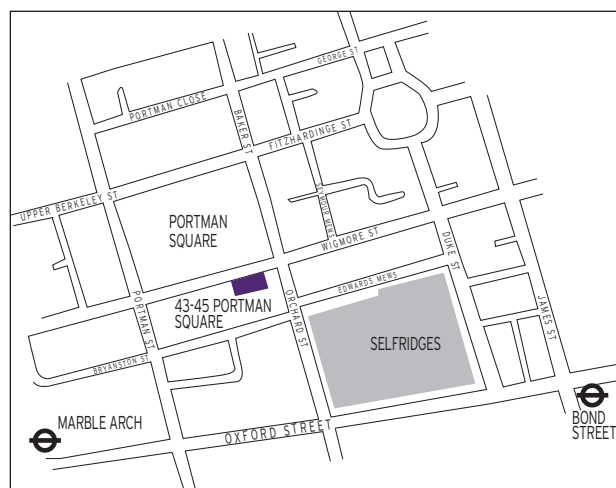 GEORGE ST
PORTMAN CLOSE
BAKER ST
FITZHARDINGE ST
UPPER BERKELEY ST
SEYMOUR MEWS
PORTMAN
SQUARE
WIGMORE ST
DUKE ST
EDWARDS MEWS
43-45 PORTMAN
SQUARE
PORTMAN ST
ORCHARD ST
JAMES ST
SELFRIDGES
BRYANSTON ST
MARBLE ARCH
OXFORD STREET
BOND
STREET